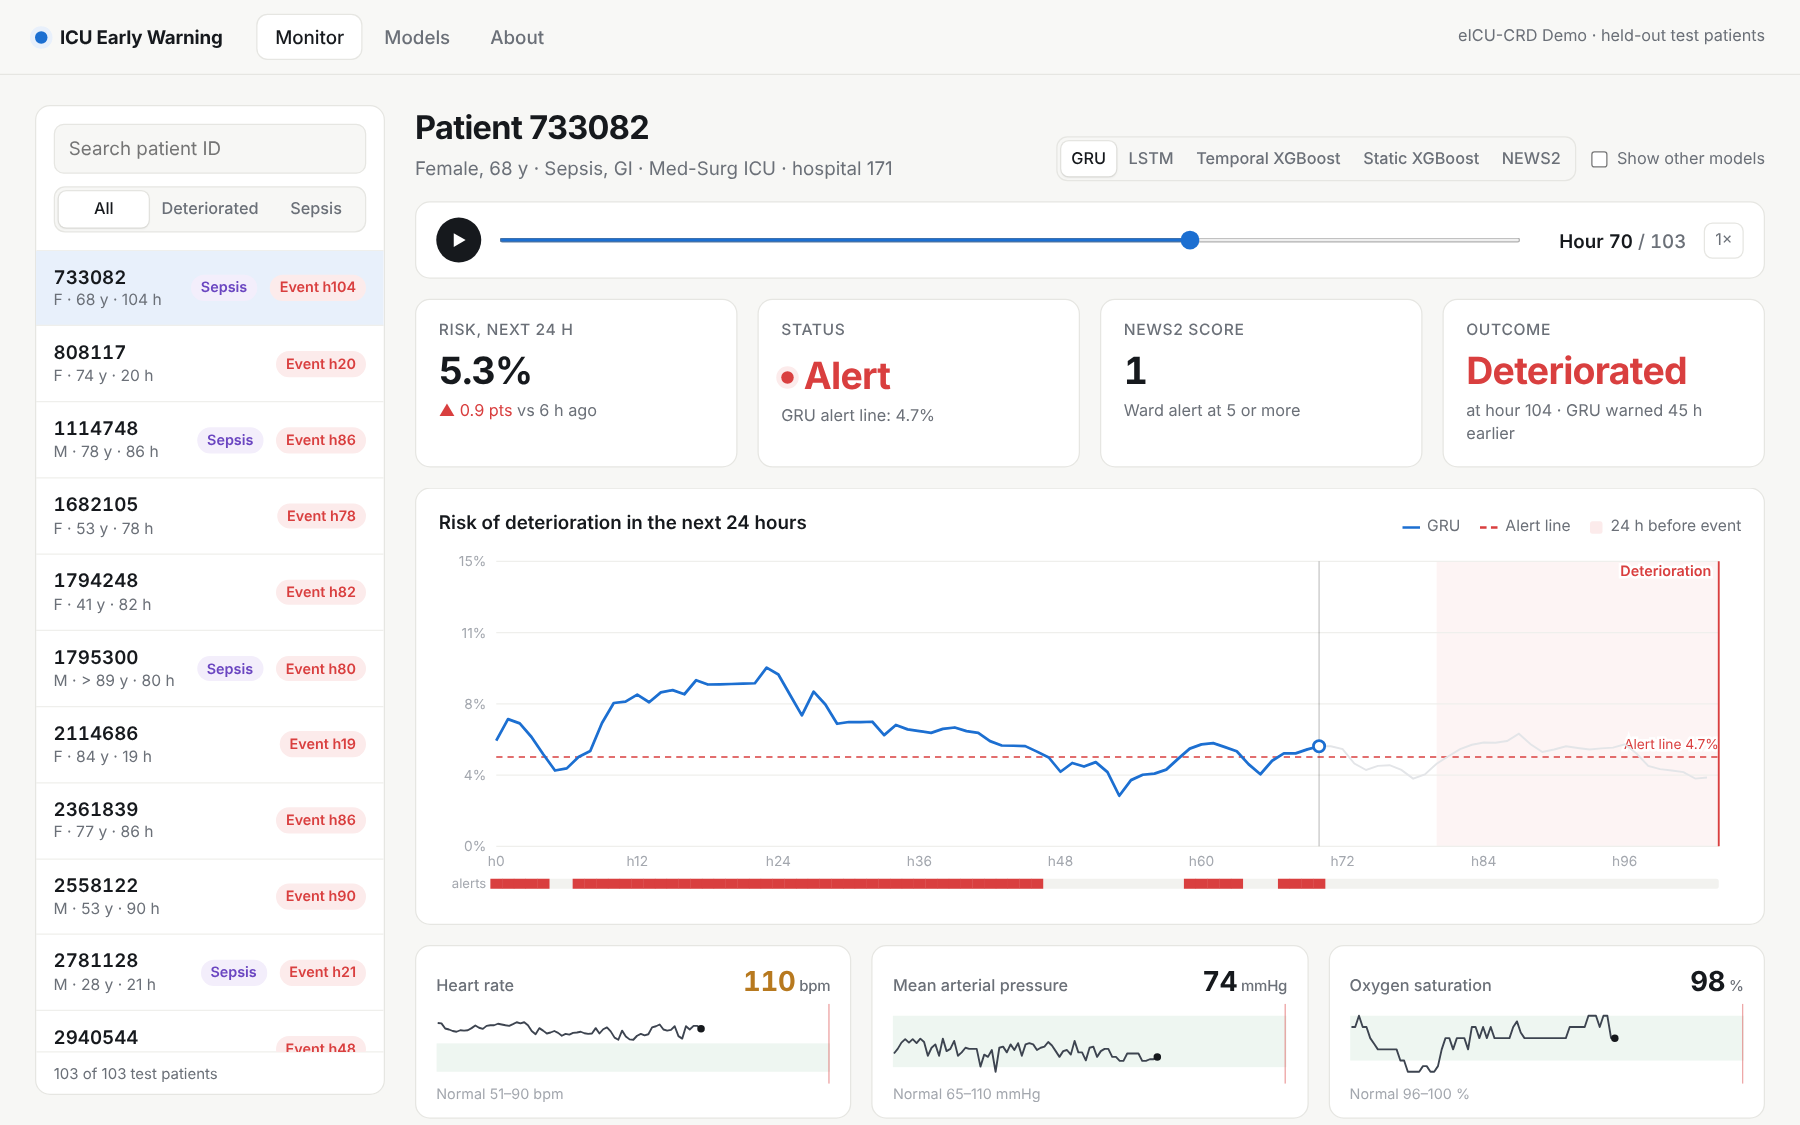 ICU Early Warning
Monitor
Models
About
eICU-CRD Demo · held-out test patients
Search patient ID
All
Deteriorated
Sepsis
733082
F · 68 y · 104 h
Sepsis
Event h104
808117
F · 74 y · 20 h
Event h20
1114748
M · 78 y · 86 h
Sepsis
Event h86
1682105
F · 53 y · 78 h
Event h78
1794248
F · 41 y · 82 h
Event h82
1795300
M · > 89 y · 80 h
Sepsis
Event h80
2114686
F · 84 y · 19 h
Event h19
2361839
F · 77 y · 86 h
Event h86
2558122
M · 53 y · 90 h
Event h90
2781128
M · 28 y · 21 h
Sepsis
Event h21
2940544
Event h48
103 of 103 test patients
Patient 733082
Female, 68 y · Sepsis, GI · Med-Surg ICU · hospital 171
GRU
LSTM
Temporal XGBoost
Static XGBoost
NEWS2
Show other models
Hour 70 / 103
1×
RISK, NEXT 24 H
5.3%
▲ 0.9 pts vs 6 h ago
STATUS
Alert
GRU alert line: 4.7%
NEWS2 SCORE
1
Ward alert at 5 or more
OUTCOME
Deteriorated
at hour 104 · GRU warned 45 h
earlier
Risk of deterioration in the next 24 hours
GRU
Alert line
24 h before event
15%
11%
8%
4%
0%
Deterioration
Alert line 4.7%
h0
h12
h24
h36
h48
h60
h72
h84
h96
alerts
Heart rate
110 bpm
Normal 51–90 bpm
Mean arterial pressure
74 mmHg
Normal 65–110 mmHg
Oxygen saturation
98 %
Normal 96–100 %